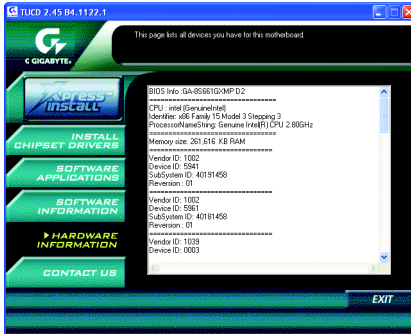 TUCD 2.45 B4.1122.1
This page lists all devices you have for this motherboard.
G GIGABYTE
Xpress-
INSTALL
INSTALL
CHIPSET DRIVERS
SOFTWARE
APPLICATIONS
SOFTWARE
INFORMATION
HARDWARE
INFORMATION
CONTACT US
BIOS Info :GA-8S661GXMP D2
================================
CPU : intel (GenuineIntel)
Identifier: x86 Family 15 Model 3 Stepping 3
ProcessorNameString: Genuine Intel(R) CPU 2.80GHz
================================
Memory size: 261,616 KB RAM
================================
Vendor ID: 1002
Device ID: 5941
SubSystem ID: 40191458
Reversion : 01
================================
Vendor ID: 1002
Device ID: 5961
SubSystem ID: 40181458
Reversion : 01
================================
Vendor ID: 1039
Device ID: 0003
EXIT